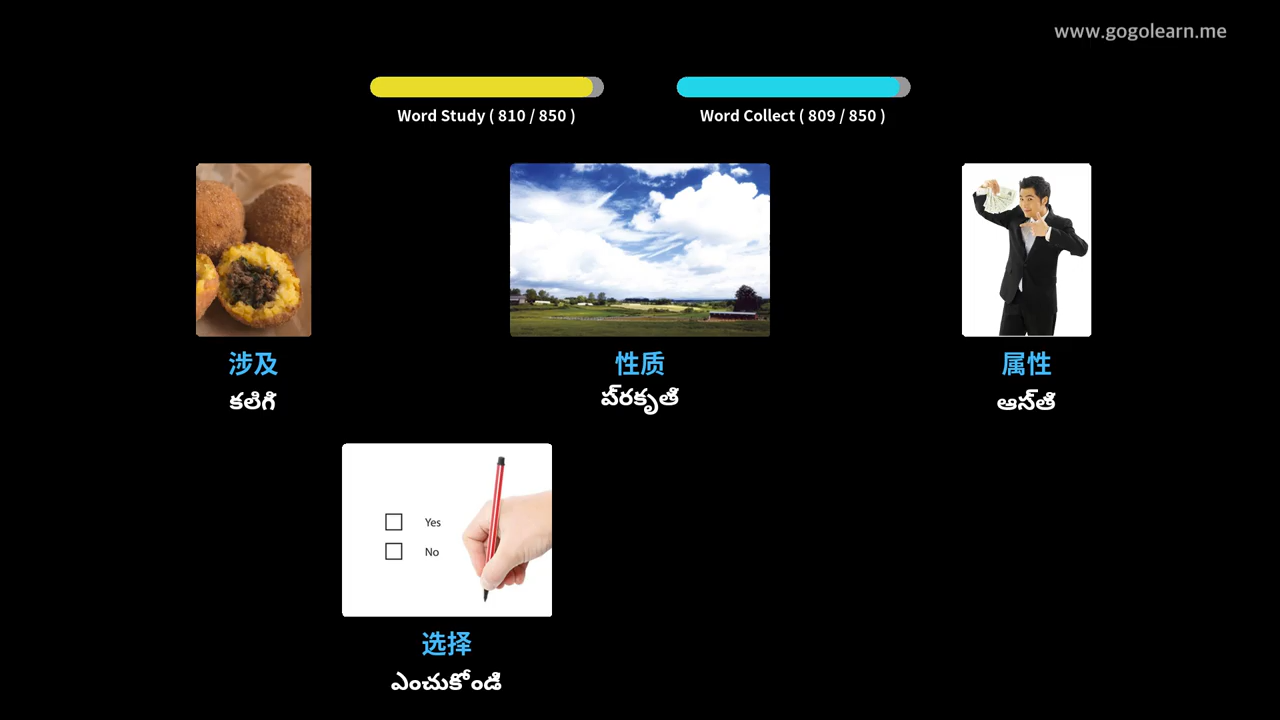 www.gogolearn.me
Word Study ( 810 / 850 )
Word Collect ( 809 / 850 )
涉及
కలిగి
性质
ప్రకృతి
属性
ఆస్తి
Yes
No
选择
ఎంచుకోండి